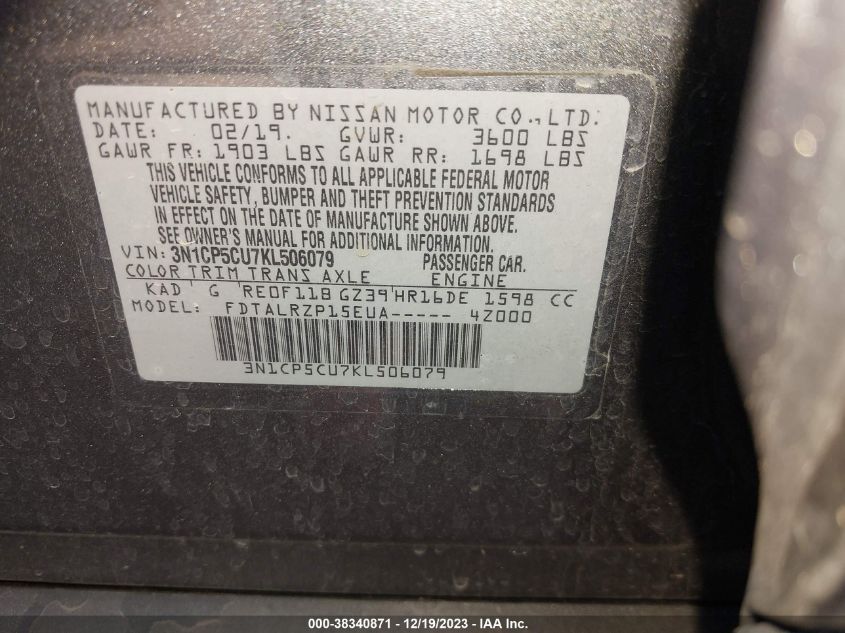 MANUFACTURED BY NISSAN MOTOR CO., LTD.
DATE: 02/19. GVWR: 3600 LBS
GAWR FR: 1903 LBS GAWR RR: 1698 LBS
THIS VEHICLE CONFORMS TO ALL APPLICABLE FEDERAL MOTOR
VEHICLE SAFETY, BUMPER AND THEFT PREVENTION STANDARDS
IN EFFECT ON THE DATE OF MANUFACTURE SHOWN ABOVE.
SEE OWNER'S MANUAL FOR ADDITIONAL INFORMATION.
VIN: 3N1CP5CU7KL506079 PASSENGER CAR.
COLOR TRIM TRANS AXLE ENGINE
KAD G RE0F11B GZ39 HR16DE 1598 CC
MODEL: FDTALRZP15EUA----- 4Z000
3N1CP5CU7KL506079
000-38340871 - 12/19/2023 - IAA Inc.